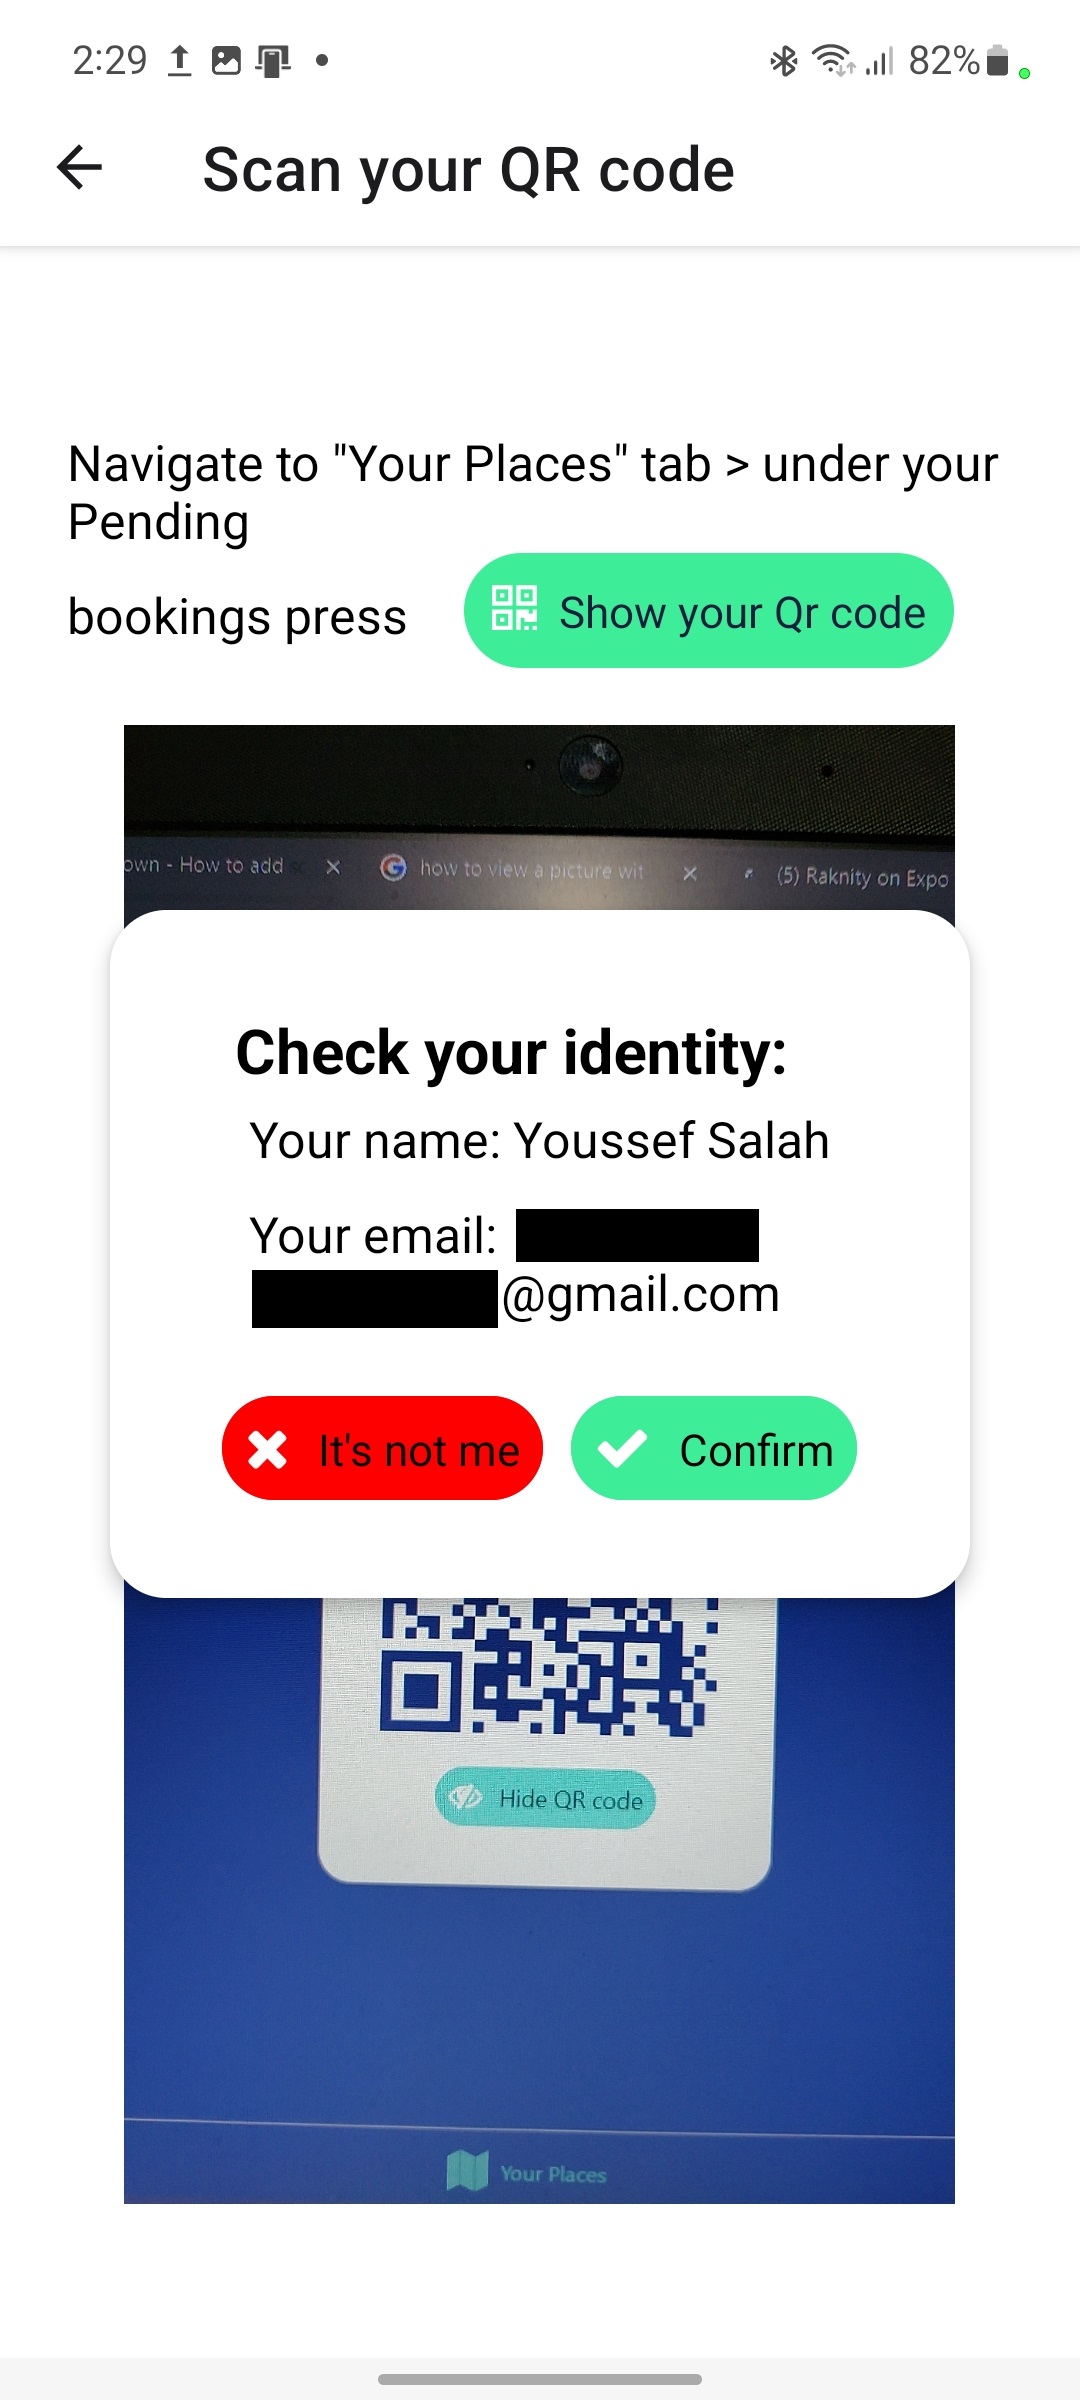 2:29
82%
Scan your QR code
Navigate to "Your Places" tab > under your
Pending
bookings press
Show your Qr code
own - How to add
how to view a picture wit
(5) Raknity on Expo
Check your identity:
Your name: Youssef Salah
Your email:
@gmail.com
It's not me
Confirm
Hide QR code
Your Places